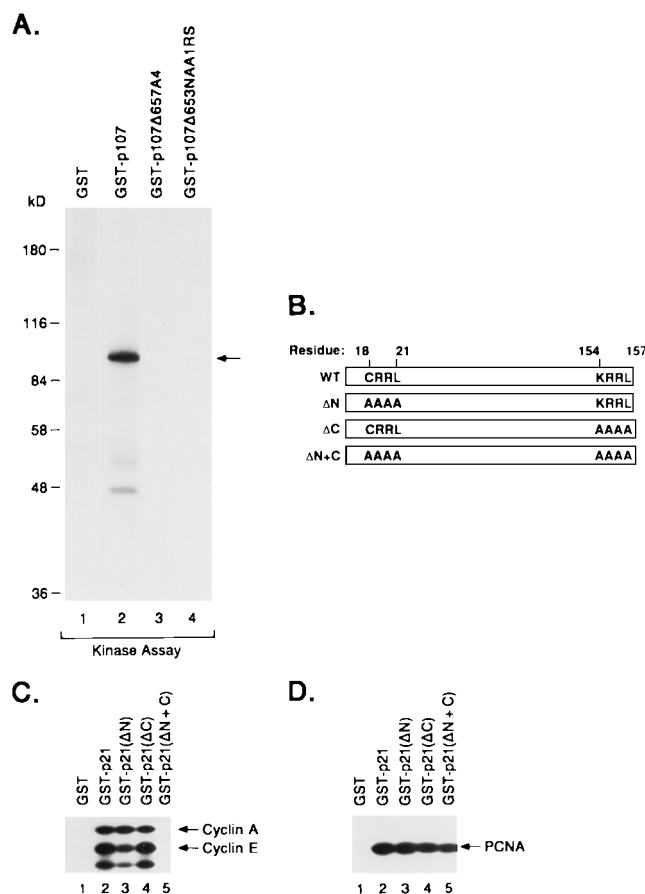 A.
GST
GST-p107
GST-p107Δ657A4
GST-p107Δ653NAA1RS
kD
180
116
84
58
48
36
1 2 3 4
Kinase Assay
B.
Residue: 18 21 154 157
WT CRRL KRRL
ΔN AAAA KRRL
ΔC CRRL AAAA
ΔN+C AAAA AAAA
C.
GST
GST-p21
GST-p21(ΔN)
GST-p21(ΔC)
GST-p21(ΔN + C)
Cyclin A
Cyclin E
1 2 3 4 5
D.
GST
GST-p21
GST-p21(ΔN)
GST-p21(ΔC)
GST-p21(ΔN + C)
PCNA
1 2 3 4 5